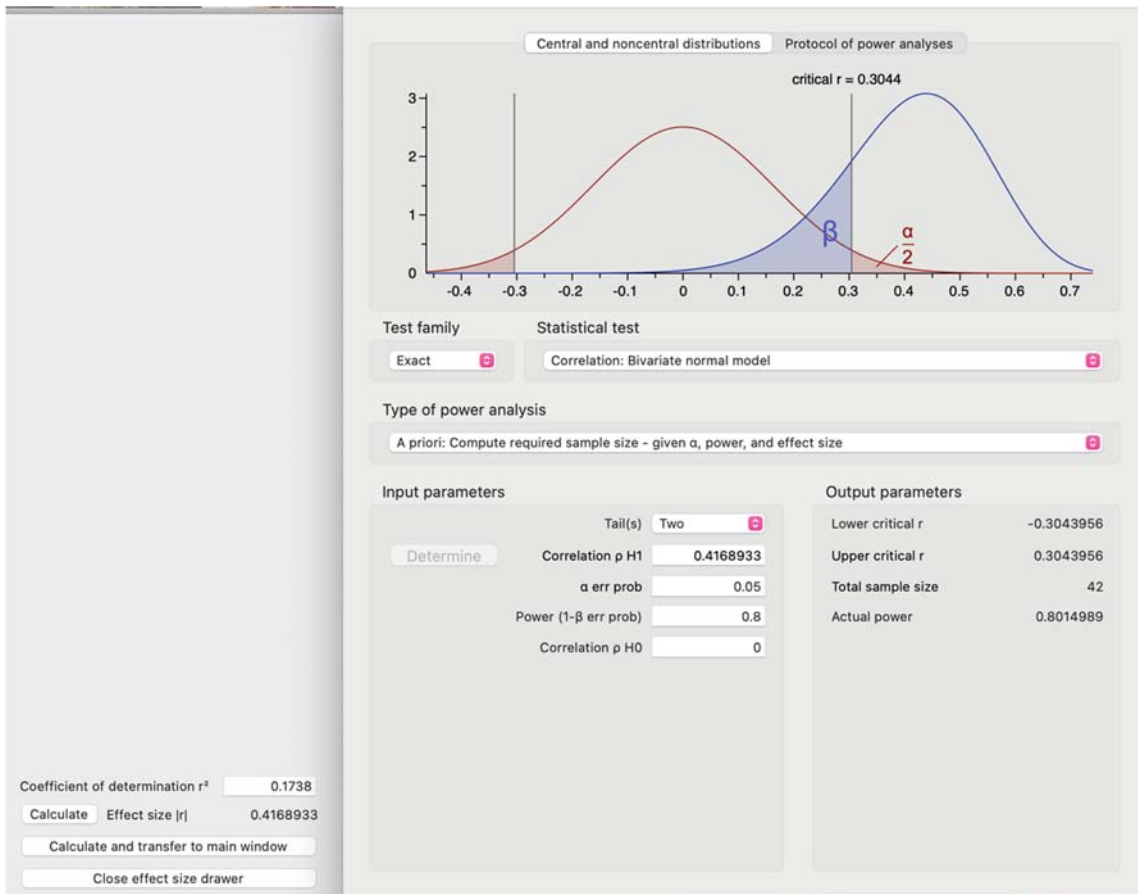 Central and noncentral distributions Protocol of power analyses
critical r = 0.3044
3
2
1
0
β
α
2
-0.4 -0.3 -0.2 -0.1 0 0.1 0.2 0.3 0.4 0.5 0.6 0.7
Test family Statistical test
Exact Correlation: Bivariate normal model
Type of power analysis
A priori: Compute required sample size - given α, power, and effect size
Input parameters Output parameters
Tail(s) Two Lower critical r -0.3043956
Determine Correlation ρ H1 0.4168933 Upper critical r 0.3043956
α err prob 0.05 Total sample size 42
Power (1-β err prob) 0.8 Actual power 0.8014989
Correlation ρ H0 0
Coefficient of determination r² 0.1738
Calculate Effect size |r| 0.4168933
Calculate and transfer to main window
Close effect size drawer